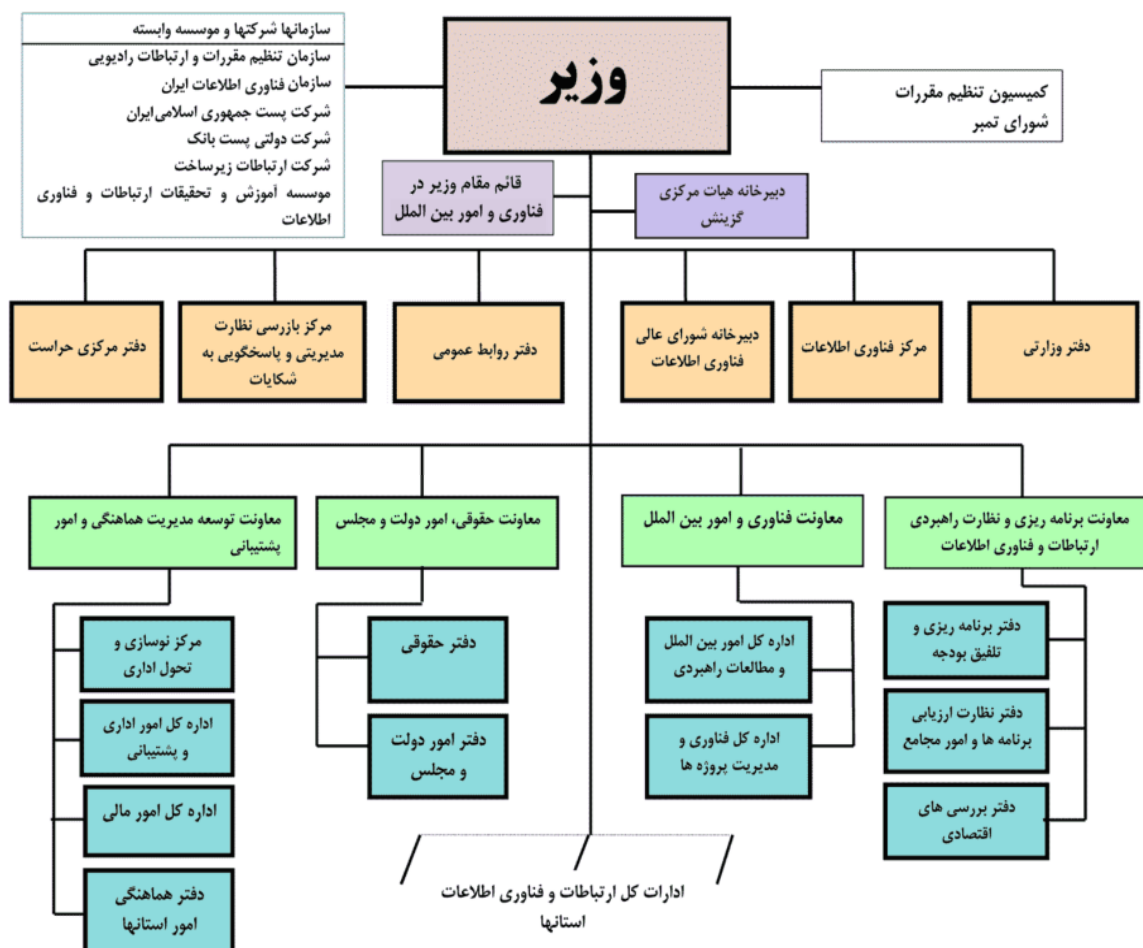 سازمانها شرکتها و موسسه وابسته
سازمان تنظیم مقررات و ارتباطات رادیویی
سازمان فناوری اطلاعات ایران
شرکت پست جمهوری اسلامی ایران
شرکت دولتی پست بانک
شرکت ارتباطات زیرساخت
موسسه آموزش و تحقیقات ارتباطات و فناوری
اطلاعات
وزیر
کمیسیون تنظیم مقررات
شورای تمبر
قائم مقام وزیر در
فناوری و امور بین الملل
دبیرخانه هیات مرکزی
گزینش
دفتر وزارتی
مرکز فناوری اطلاعات
دبیرخانه شورای عالی
فناوری اطلاعات
دفتر روابط عمومی
مرکز بازرسی نظارت
مدیریتی و پاسخگویی به
شکایات
دفتر مرکزی حراست
معاونت برنامه ریزی و نظارت راهبردی
ارتباطات و فناوری اطلاعات
دفتر برنامه ریزی و
تلفیق بودجه
دفتر نظارت ارزیابی
برنامه ها و امور مجامع
دفتر بررسی های
اقتصادی
معاونت فناوری و امور بین الملل
اداره کل امور بین الملل
و مطالعات راهبردی
اداره کل فناوری و
مدیریت پروژه ها
معاونت حقوقی، امور دولت و مجلس
دفتر حقوقی
دفتر امور دولت
و مجلس
معاونت توسعه مدیریت هماهنگی و امور
پشتیبانی
مرکز نوسازی و
تحول اداری
اداره کل امور اداری
و پشتیبانی
اداره کل امور مالی
دفتر هماهنگی
امور استانها
ادارات کل ارتباطات و فناوری اطلاعات
استانها